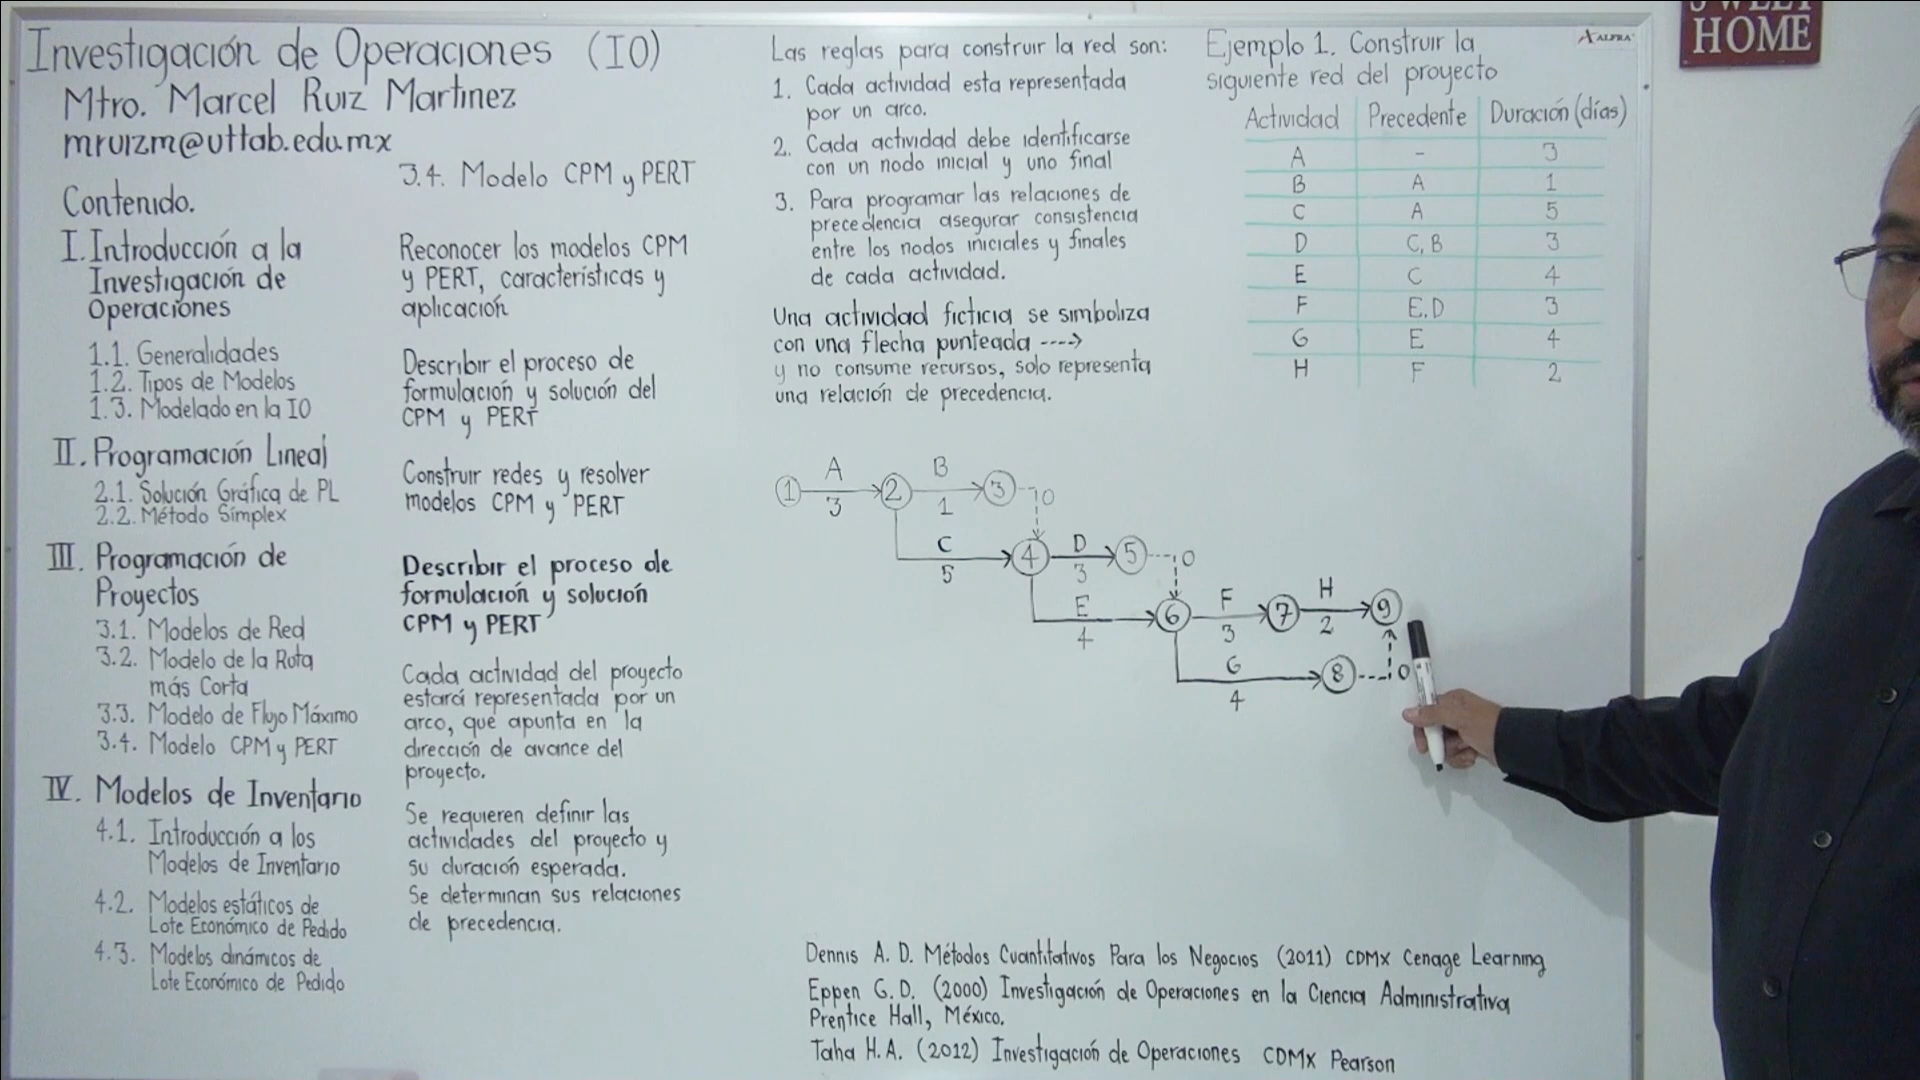 Investigación de Operaciones (IO)
Mtro. Marcel Ruiz Martínez
mruizm@uttab.edu.mx
3.4. Modelo CPM y PERT
Contenido.
I. Introducción a la
Investigación de
Operaciones
1.1. Generalidades
1.2. Tipos de Modelos
1.3. Modelado en la IO
II. Programación Lineal
2.1. Solución Gráfica de PL
2.2. Método Símplex
III. Programación de
Proyectos
3.1. Modelos de Red
3.2. Modelo de la Ruta
más Corta
3.3. Modelo de Flujo Máximo
3.4. Modelo CPM y PERT
IV. Modelos de Inventario
4.1. Introducción a los
Modelos de Inventario
4.2. Modelos estáticos de
Lote Económico de Pedido
4.3. Modelos dinámicos de
Lote Económico de Pedido
Reconocer los modelos CPM
y PERT, características y
aplicación
Describir el proceso de
formulación y solución del
CPM y PERT
Construir redes y resolver
modelos CPM y PERT
Describir el proceso de
formulación y solución
CPM y PERT
Cada actividad del proyecto
estará representada por un
arco, que apunta en la
dirección de avance del
proyecto.
Se requieren definir las
actividades del proyecto y
su duración esperada.
Se determinan sus relaciones
de precedencia.
Las reglas para construir la red son:
1. Cada actividad esta representada
por un arco.
2. Cada actividad debe identificarse
con un nodo inicial y uno final
3. Para programar las relaciones de
precedencia asegurar consistencia
entre los nodos iniciales y finales
de cada actividad.
Una actividad ficticia se simboliza
con una flecha punteada ---->
y no consume recursos, solo representa
una relación de precedencia.
Ejemplo 1. Construir la
siguiente red del proyecto
Actividad Precedente Duración (días)
A - 3
B A 1
C A 5
D C, B 3
E C 4
F E, D 3
G E 4
H F 2
A B
1 2 3 0
3 1
C D
4 5 0
5 3
E F H
6 7 9
4 3 2
G
8 0
4
Dennis A. D. Métodos Cuantitativos Para los Negocios (2011) CDMX Cenage Learning
Eppen G. D. (2000) Investigación de Operaciones en la Ciencia Administrativa
Prentice Hall, México.
Taha H. A. (2012) Investigación de Operaciones CDMX Pearson
ALFRA
SWEET
HOME